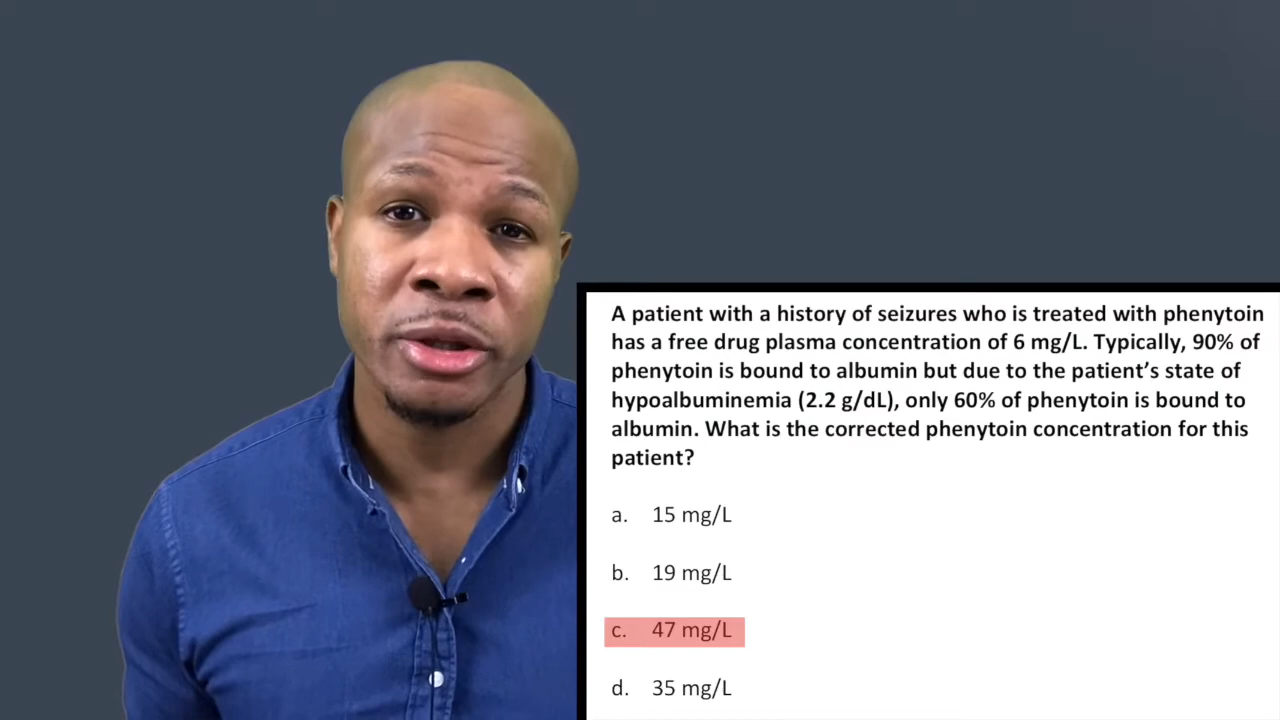 A patient with a history of seizures who is treated with phenytoin
has a free drug plasma concentration of 6 mg/L. Typically, 90% of
phenytoin is bound to albumin but due to the patient’s state of
hypoalbuminemia (2.2 g/dL), only 60% of phenytoin is bound to
albumin. What is the corrected phenytoin concentration for this
patient?
a. 15 mg/L
b. 19 mg/L
c. 47 mg/L
d. 35 mg/L